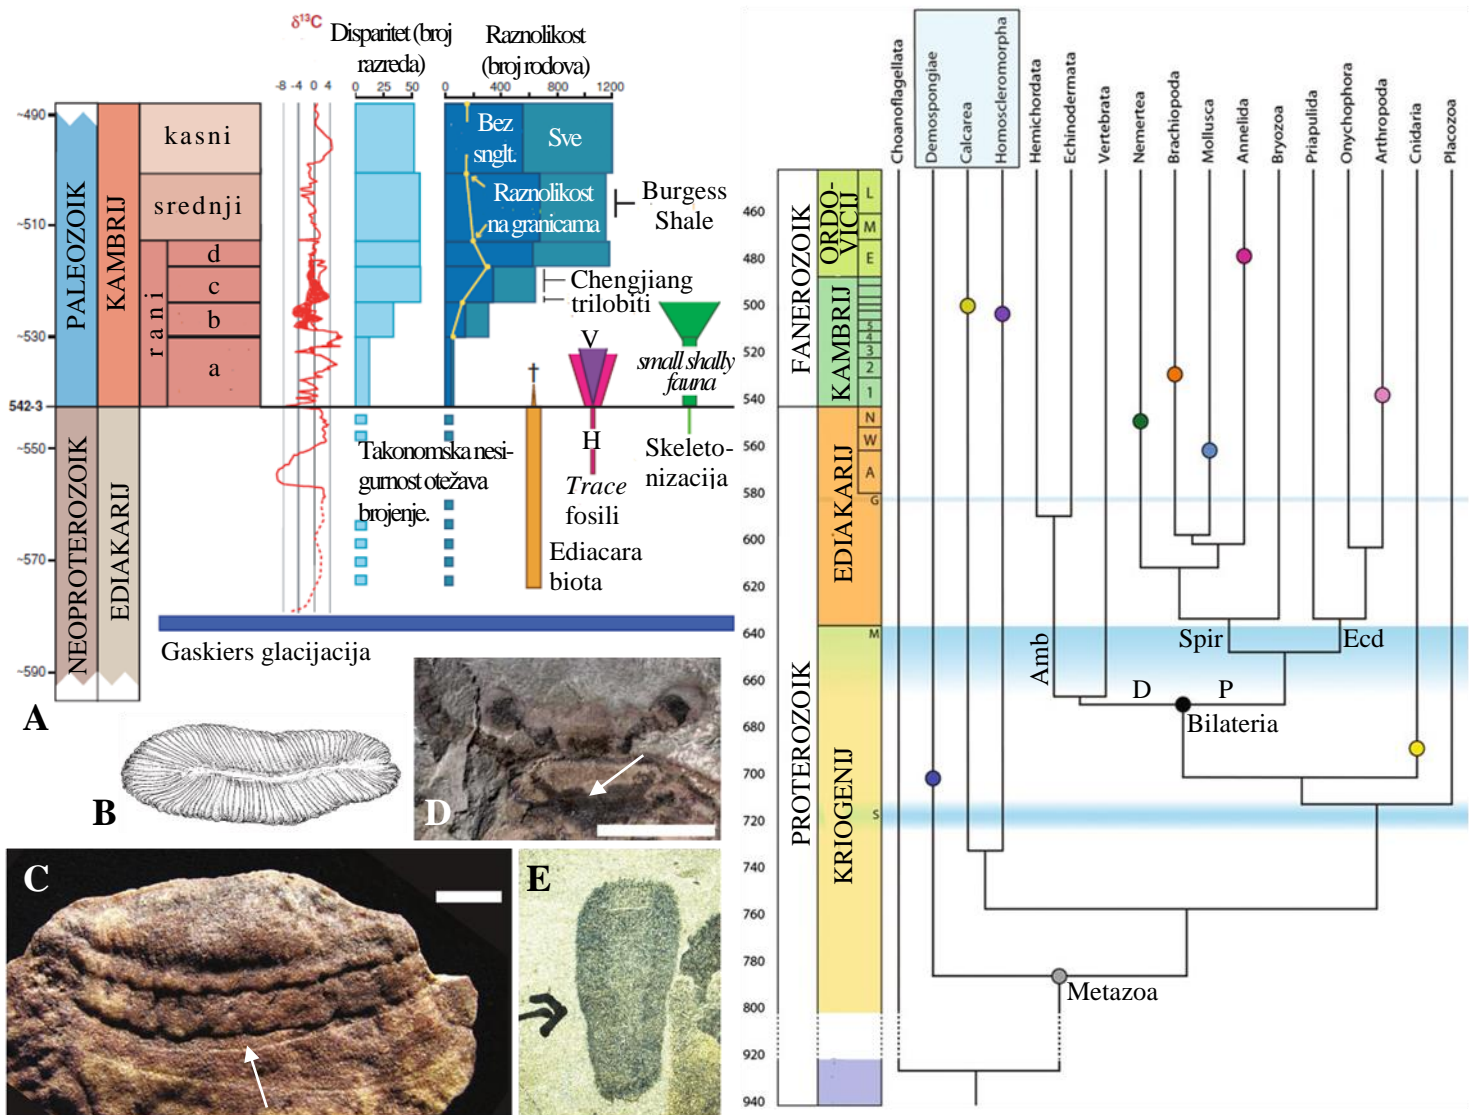 δ¹³C
-8 -4 0 4
Disparitet (broj
razreda)
0 25 50
Raznolikost
(broj rodova)
0 400 800 1200
~490
~510
~530
542-3
~550
~570
~590
PALEOZOIK
NEOPROTEROZOIK
KAMBRIJ
EDIAKARIJ
kasni
srednji
rani
d
c
b
a
Bez
snglt.
Sve
Raznolikost
na granicama
Burgess
Shale
Chengjiang
trilobiti
V
small shally
fauna
†
H
Trace
fosili
Skeleto-
nizacija
Takonomska nesi-
gurnost otežava
brojenje.
Ediacara
biota
Gaskiers glacijacija
A
B
C
D
E
Choanoflagellata
Demospongiae
Calcarea
Homoscleromorpha
Hemichordata
Echinodermata
Vertebrata
Nemertea
Brachiopoda
Mollusca
Annelida
Bryozoa
Priapulida
Onychophora
Arthropoda
Cnidaria
Placozoa
460
480
500
520
540
560
580
600
620
640
660
680
700
720
740
760
780
800
920
940
FANEROZOIK
PROTEROZOIK
ORDO-
VICIJ
KAMBRIJ
EDIAKARIJ
KRIOGENIJ
L
M
E
5
4
3
2
1
N
W
A
G
M
S
Amb
Spir
Ecd
D
P
Bilateria
Metazoa